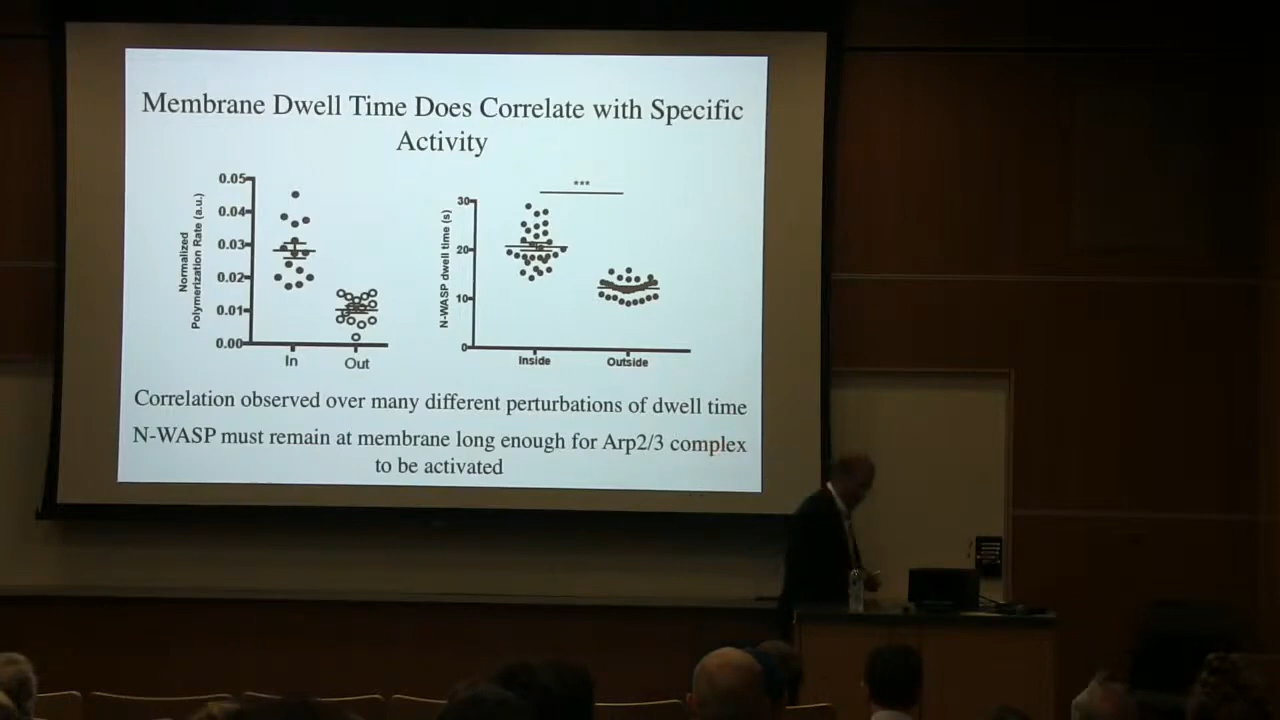 Membrane Dwell Time Does Correlate with Specific
Activity
Normalized
Polymerization Rate (a.u.)
0.05
0.04
0.03
0.02
0.01
0.00
In
Out
N-WASP dwell time (s)
30
20
10
0
***
Inside
Outside
Correlation observed over many different perturbations of dwell time
N-WASP must remain at membrane long enough for Arp2/3 complex
to be activated